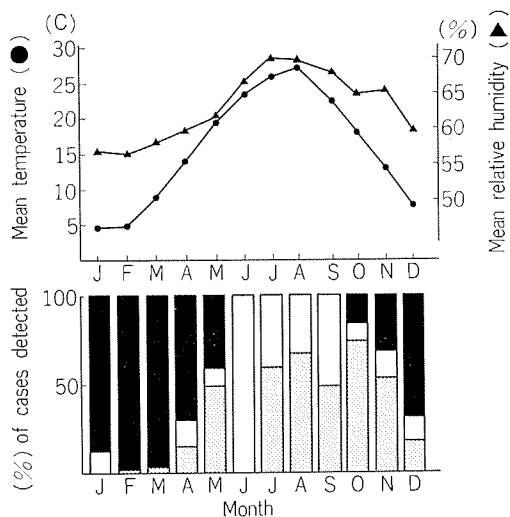 (C)
(%)
Mean temperature (●)
30
25
20
15
10
5
70
65
60
55
50
Mean relative humidity (▲)
J F M A M J J A S O N D
(%) of cases detected
100
50
J F M A M J J A S O N D
Month